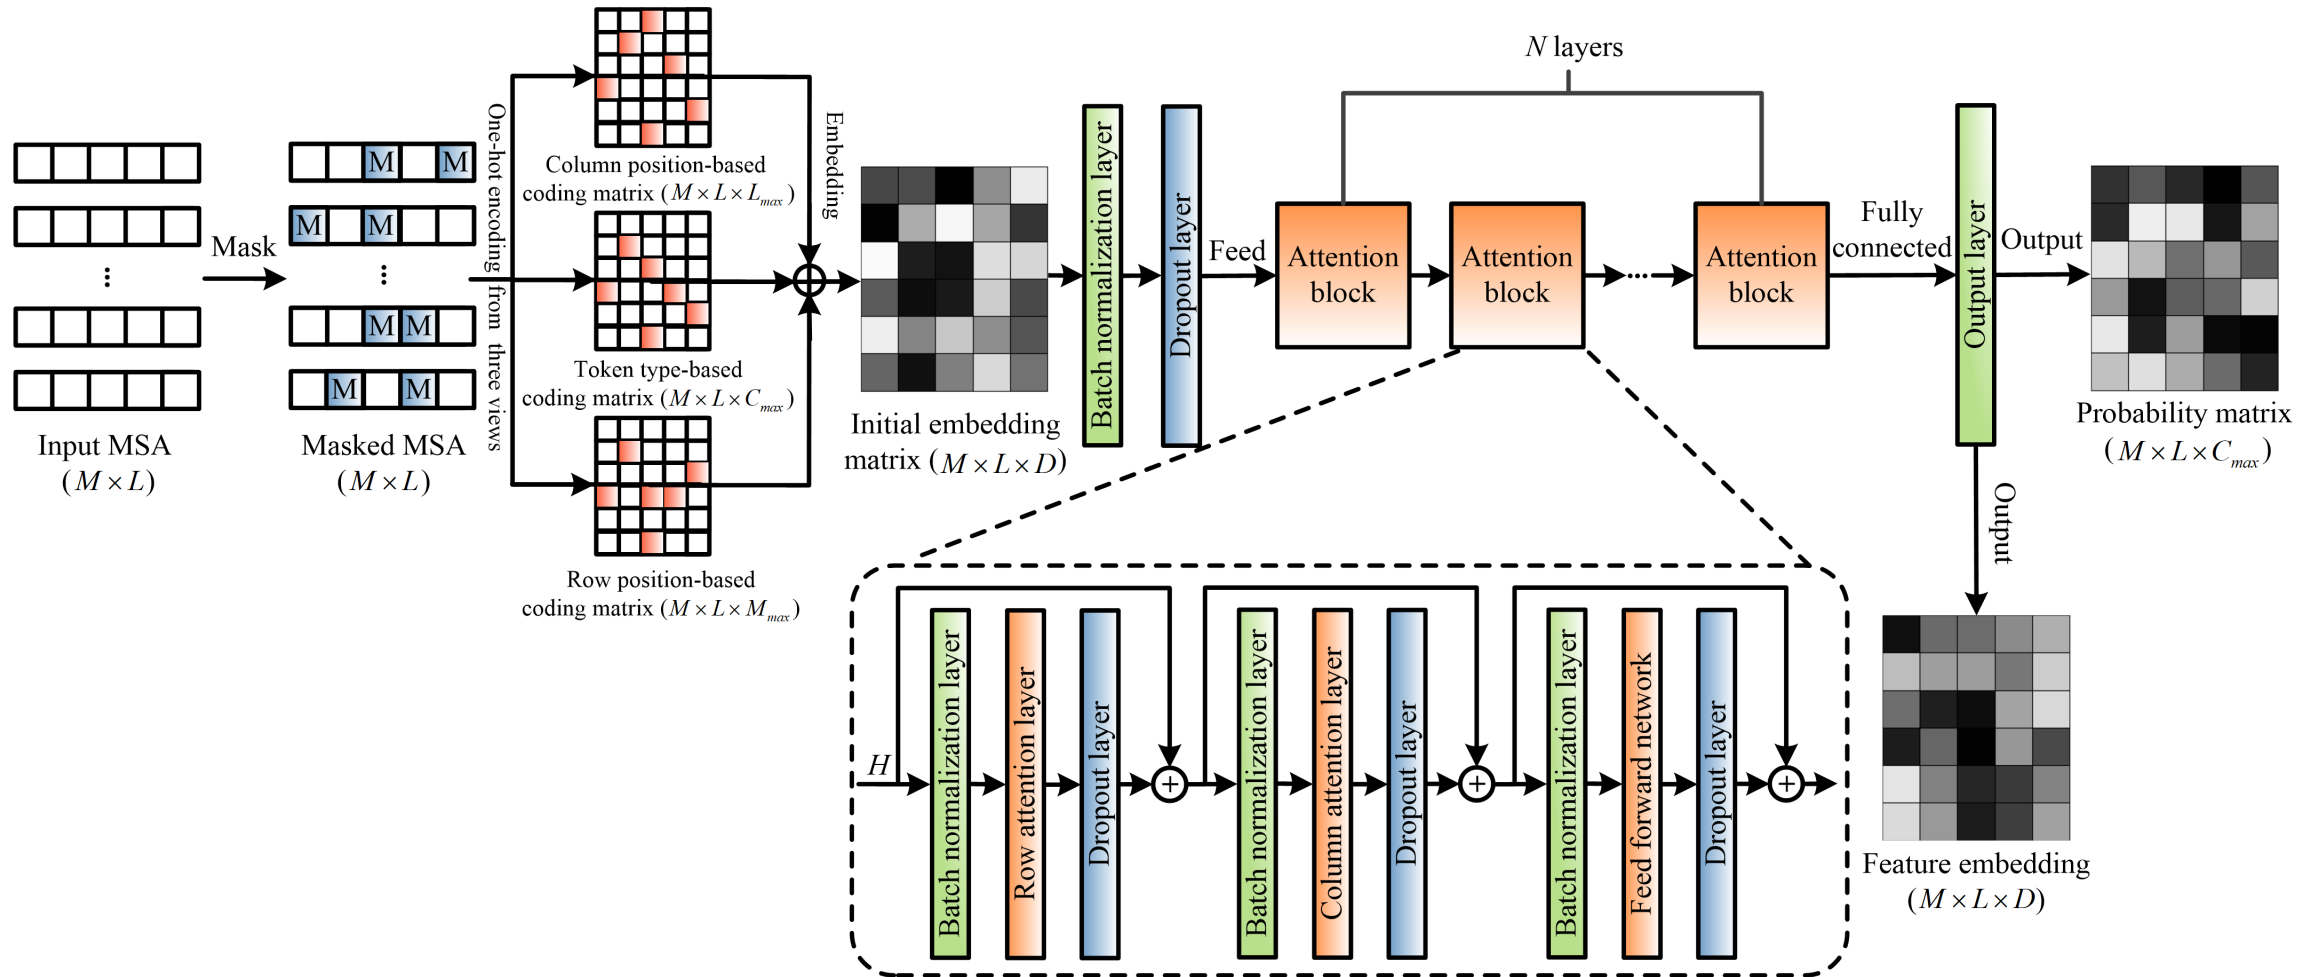 Input MSA
(M×L)
Mask
M M
M M
M M
M M
Masked MSA
(M×L)
One-hot encoding from three views
Column position-based
coding matrix (M×L×L_max)
Token type-based
coding matrix (M×L×C_max)
Row position-based
coding matrix (M×L×M_max)
Embedding
+
Initial embedding
matrix (M×L×D)
Batch normalization layer
Dropout layer
Feed
N layers
Attention
block
Attention
block
...
Attention
block
Fully
connected
Output layer
Output
Probability matrix
(M×L×C_max)
Output
Feature embedding
(M×L×D)
H
Batch normalization layer
Row attention layer
Dropout layer
+
Batch normalization layer
Column attention layer
Dropout layer
+
Batch normalization layer
Feed forward network
Dropout layer
+